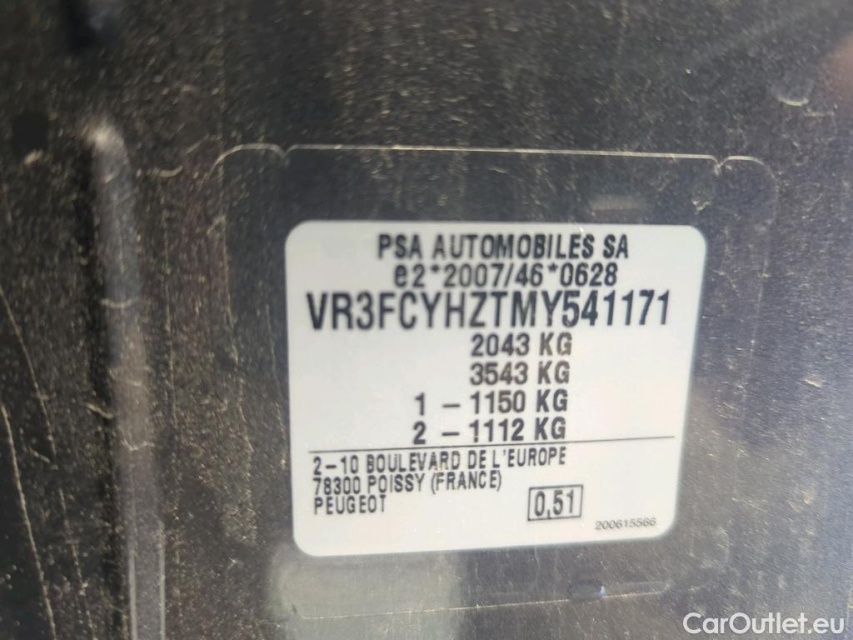 PSA AUTOMOBILES SA
e2*2007/46*0628
VR3FCYHZTMY541171
2043 KG
3543 KG
1 - 1150 KG
2 - 1112 KG
2-10 BOULEVARD DE L'EUROPE
78300 POISSY (FRANCE)
PEUGEOT
0,51
200615566
CarOutlet.eu